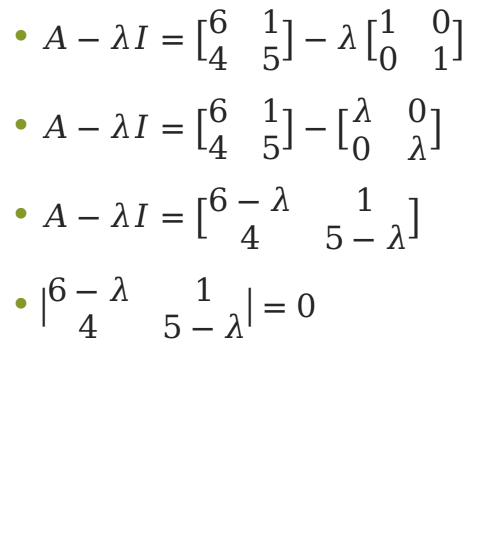 • A − λI = [6 1; 4 5] − λ [1 0; 0 1]
• A − λI = [6 1; 4 5] − [λ 0; 0 λ]
• A − λI = [6 − λ 1; 4 5 − λ]
• |6 − λ 1; 4 5 − λ| = 0